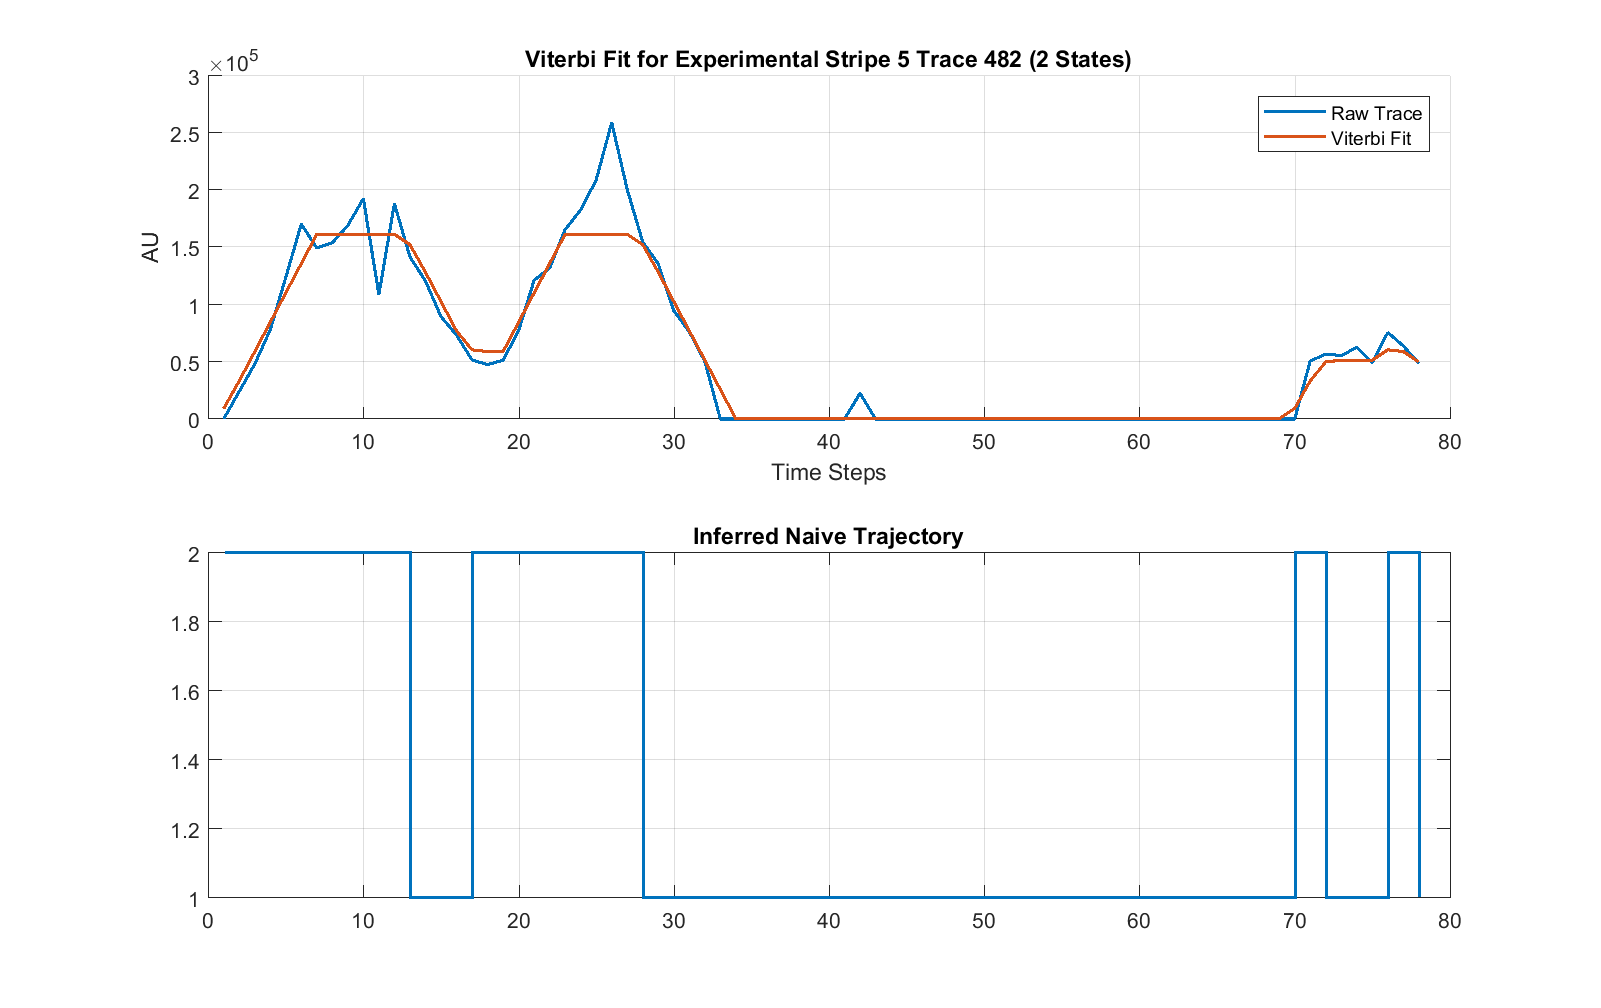 Viterbi Fit for Experimental Stripe 5 Trace 482 (2 States)
×10^5
3
2.5
2
1.5
1
0.5
0
AU
Raw Trace
Viterbi Fit
0 10 20 30 40 50 60 70 80
Time Steps
Inferred Naive Trajectory
2
1.8
1.6
1.4
1.2
1
0 10 20 30 40 50 60 70 80